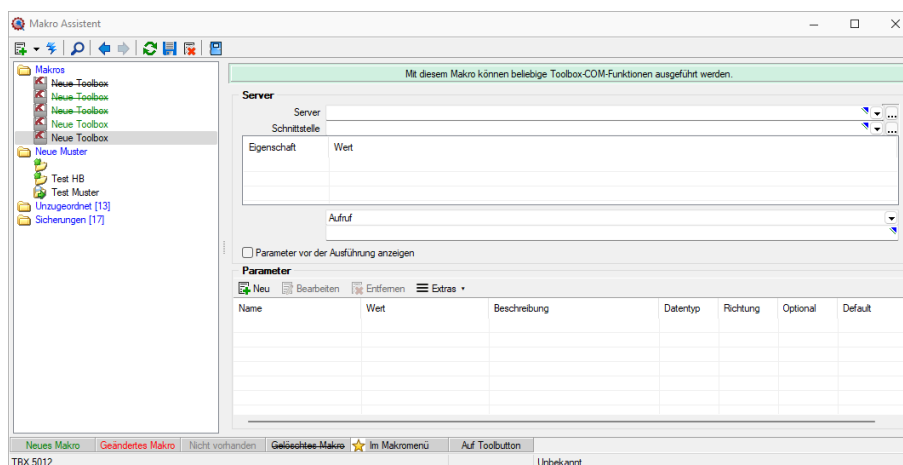 Makro Assistent
Makros
Neue Toolbox
Neue Toolbox
Neue Toolbox
Neue Toolbox
Neue Toolbox
Neue Muster
Test HB
Test Muster
Unzugeordnet [13]
Sicherungen [17]
Mit diesem Makro können beliebige Toolbox-COM-Funktionen ausgeführt werden.
Server
Server
Schnittstelle
Eigenschaft Wert
Aufruf
Parameter vor der Ausführung anzeigen
Parameter
Neu Bearbeiten Entfernen Extras
Name Wert Beschreibung Datentyp Richtung Optional Default
Neues Makro Geändertes Makro Nicht vorhanden Gelöschtes Makro Im Makromenü Auf Toolbutton
TBX 5012 Unbekannt